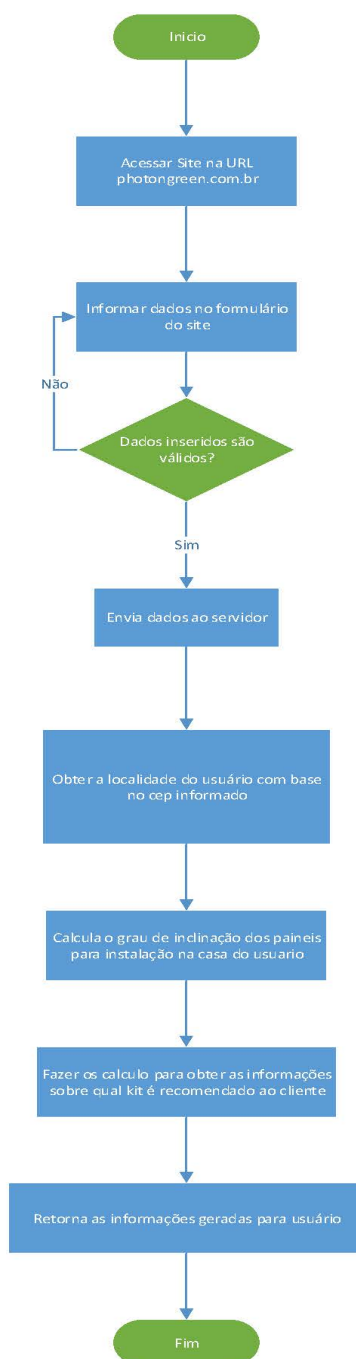 Inicio
Acessar Site na URL
photongreen.com.br
Informar dados no formulário
do site
Não
Dados inseridos são
válidos?
Sim
Envia dados ao servidor
Obter a localidade do usuário com base
no cep informado
Calcula o grau de inclinação dos paineis
para instalação na casa do usuario
Fazer os calculo para obter as informações
sobre qual kit é recomendado ao cliente
Retorna as informações geradas para usuário
Fim